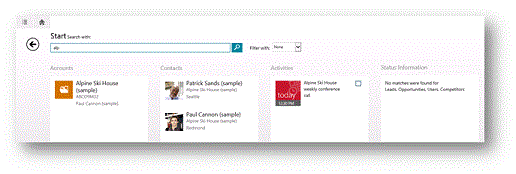 Start Search with:
alp
Filter with: None
Accounts
Alpine Ski House
(sample)
Paul Cannon (sample)
Contacts
Patrick Sands (sample)
Alpine Ski House (sample)
Seattle
Paul Cannon (sample)
Alpine Ski House (sample)
Redmond
Activities
today
12:30 PM
Alpine Ski House
weekly conference
call
Status Information
No matches were found for
Leads, Opportunities, Users, Competitors